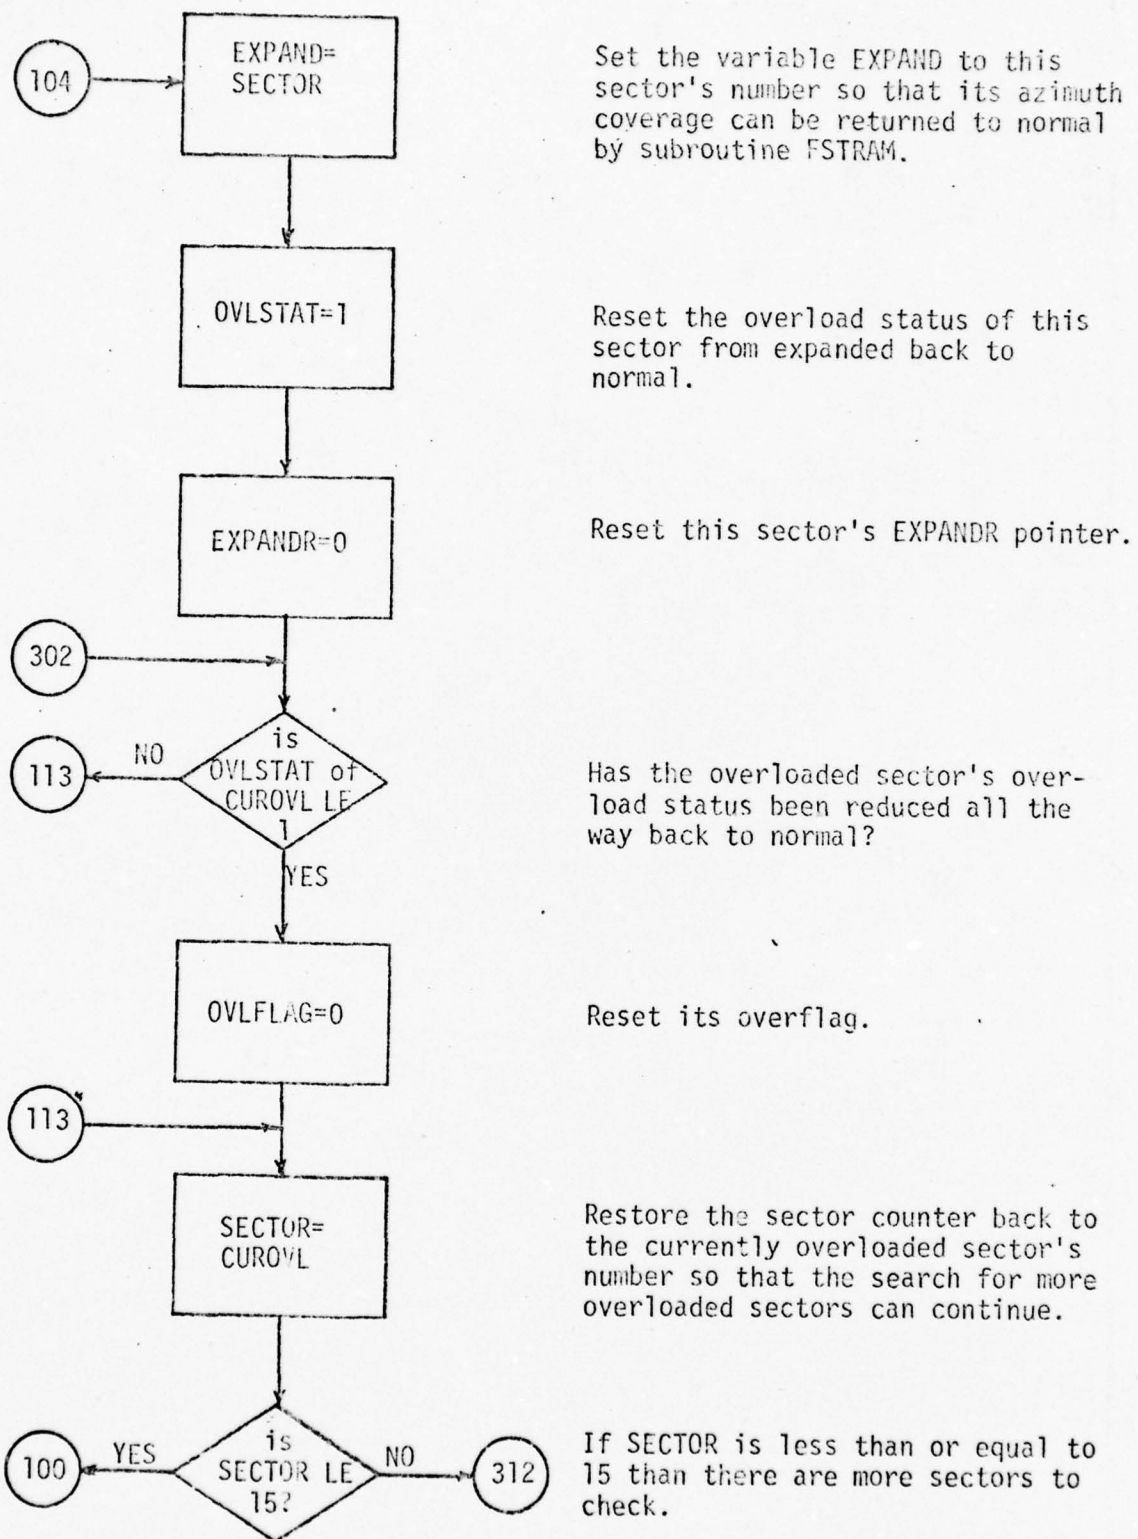 104
EXPAND=
SECTOR
Set the variable EXPAND to this
sector's number so that its azimuth
coverage can be returned to normal
by subroutine FSTRAM.
OVLSTAT=1
Reset the overload status of this
sector from expanded back to
normal.
EXPANDR=0
Reset this sector's EXPANDR pointer.
302
113
NO
is
OVLSTAT of
CUROVL LE
1
YES
Has the overloaded sector's over-
load status been reduced all the
way back to normal?
OVLFLAG=0
Reset its overflag.
113
SECTOR=
CUROVL
Restore the sector counter back to
the currently overloaded sector's
number so that the search for more
overloaded sectors can continue.
100
YES
is
SECTOR LE
15?
NO
312
If SECTOR is less than or equal to
15 than there are more sectors to
check.